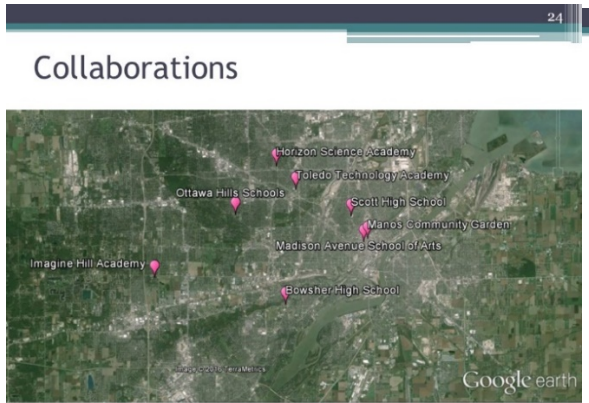 24
Collaborations
Horizon Science Academy
Toledo Technology Academy
Ottawa Hills Schools
Scott High School
Manos Community Garden
Madison Avenue School of Arts
Imagine Hill Academy
Bowsher High School
TerraMetrics
Google earth